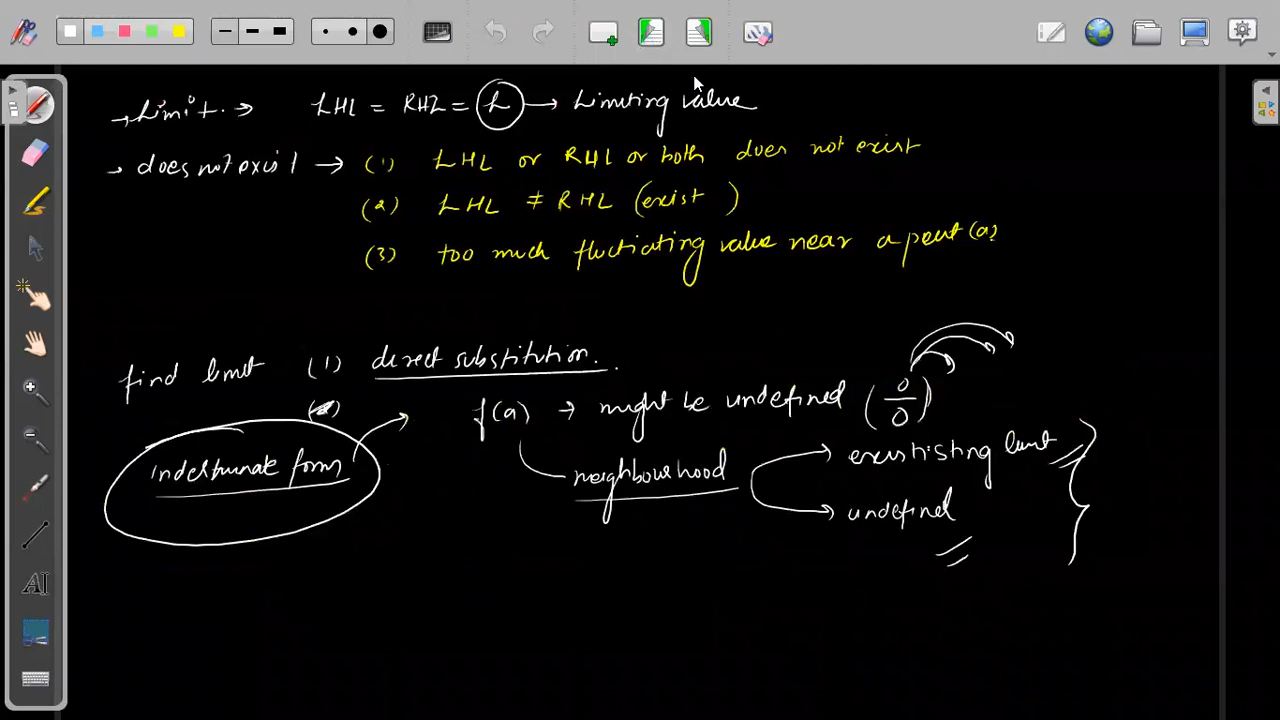 → Limit → LHL = RHL = L → Limiting value
→ does not exist → (1) LHL or RHL or both does not exist
(2) LHL ≠ RHL (exist)
(3) too much fluctiating value near a point (a)
find limit (1) direct substitution.
(2) f(a) → might be undefined (0/0)
indeterminate form neighbourhood → exististing limit
→ undefined